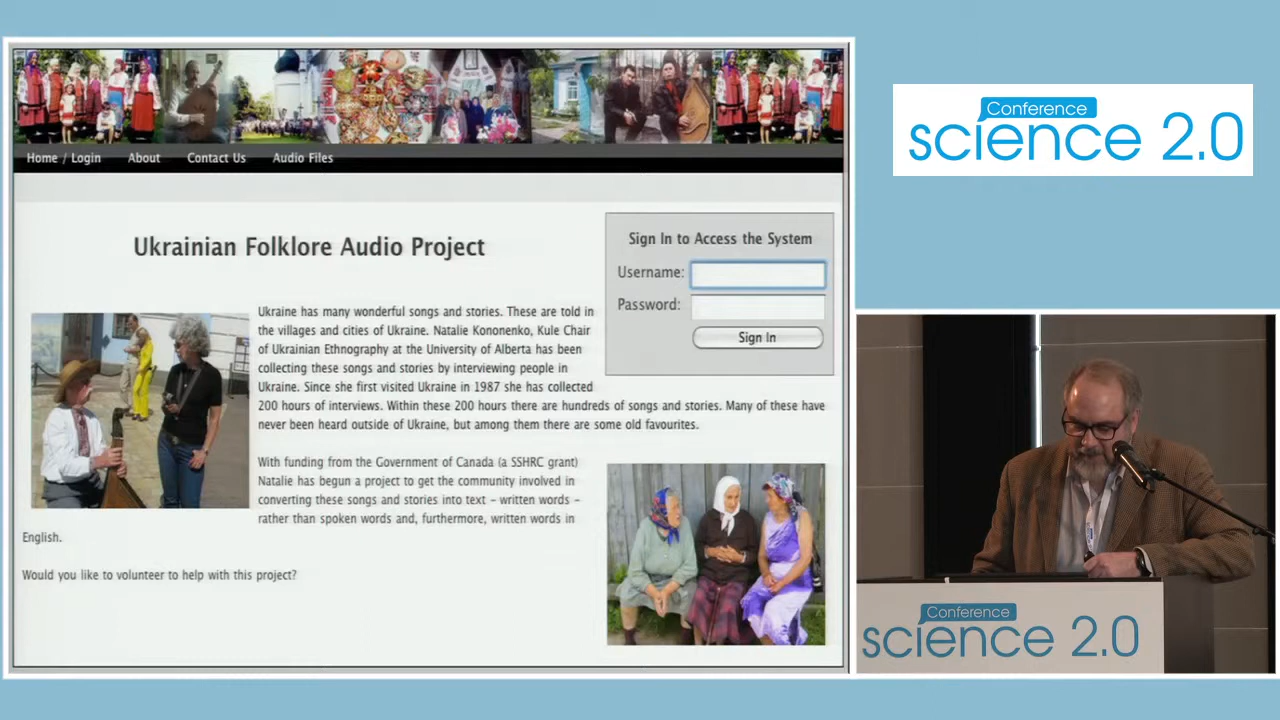 Home / Login About Contact Us Audio Files
Ukrainian Folklore Audio Project
Sign In to Access the System
Username:
Password:
Sign In
Ukraine has many wonderful songs and stories. These are told in
the villages and cities of Ukraine. Natalie Kononenko, Kule Chair
of Ukrainian Ethnography at the University of Alberta has been
collecting these songs and stories by interviewing people in
Ukraine. Since she first visited Ukraine in 1987 she has collected
200 hours of interviews. Within these 200 hours there are hundreds of songs and stories. Many of these have
never been heard outside of Ukraine, but among them there are some old favourites.
With funding from the Government of Canada (a SSHRC grant)
Natalie has begun a project to get the community involved in
converting these songs and stories into text – written words –
rather than spoken words and, furthermore, written words in
English.
Would you like to volunteer to help with this project?
Conference
science 2.0
Conference
science 2.0